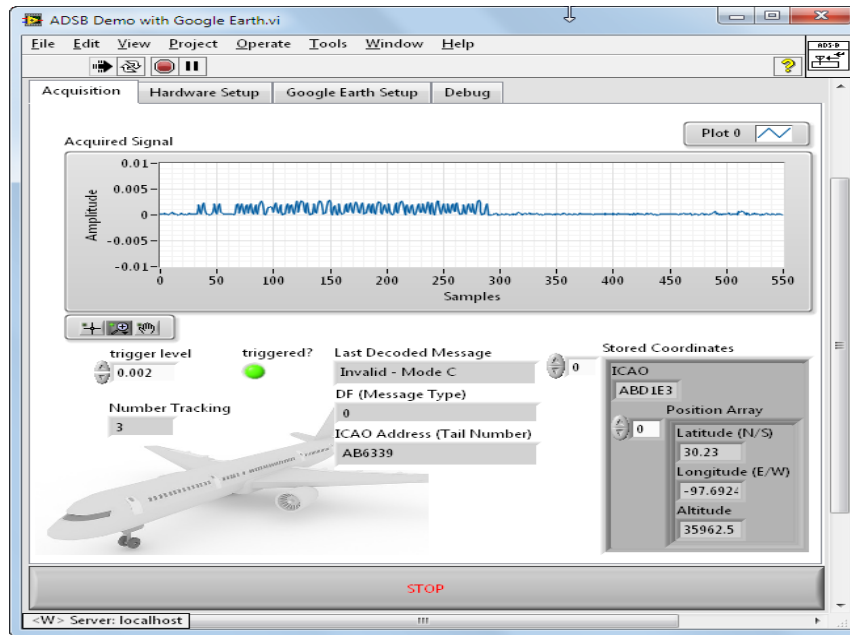 ADSB Demo with Google Earth.vi
File Edit View Project Operate Tools Window Help
ADS-B
?
Acquisition Hardware Setup Google Earth Setup Debug
Acquired Signal
Plot 0
Amplitude
0.01
0.005
0
-0.005
-0.01
0 50 100 150 200 250 300 350 400 450 500 550
Samples
trigger level
0.002
triggered?
Number Tracking
3
Last Decoded Message
Invalid - Mode C
DF (Message Type)
0
ICAO Address (Tail Number)
AB6339
0
Stored Coordinates
ICAO
ABD1E3
0
Position Array
Latitude (N/S)
30.23
Longitude (E/W)
-97.6924
Altitude
35962.5
STOP
<W> Server: localhost